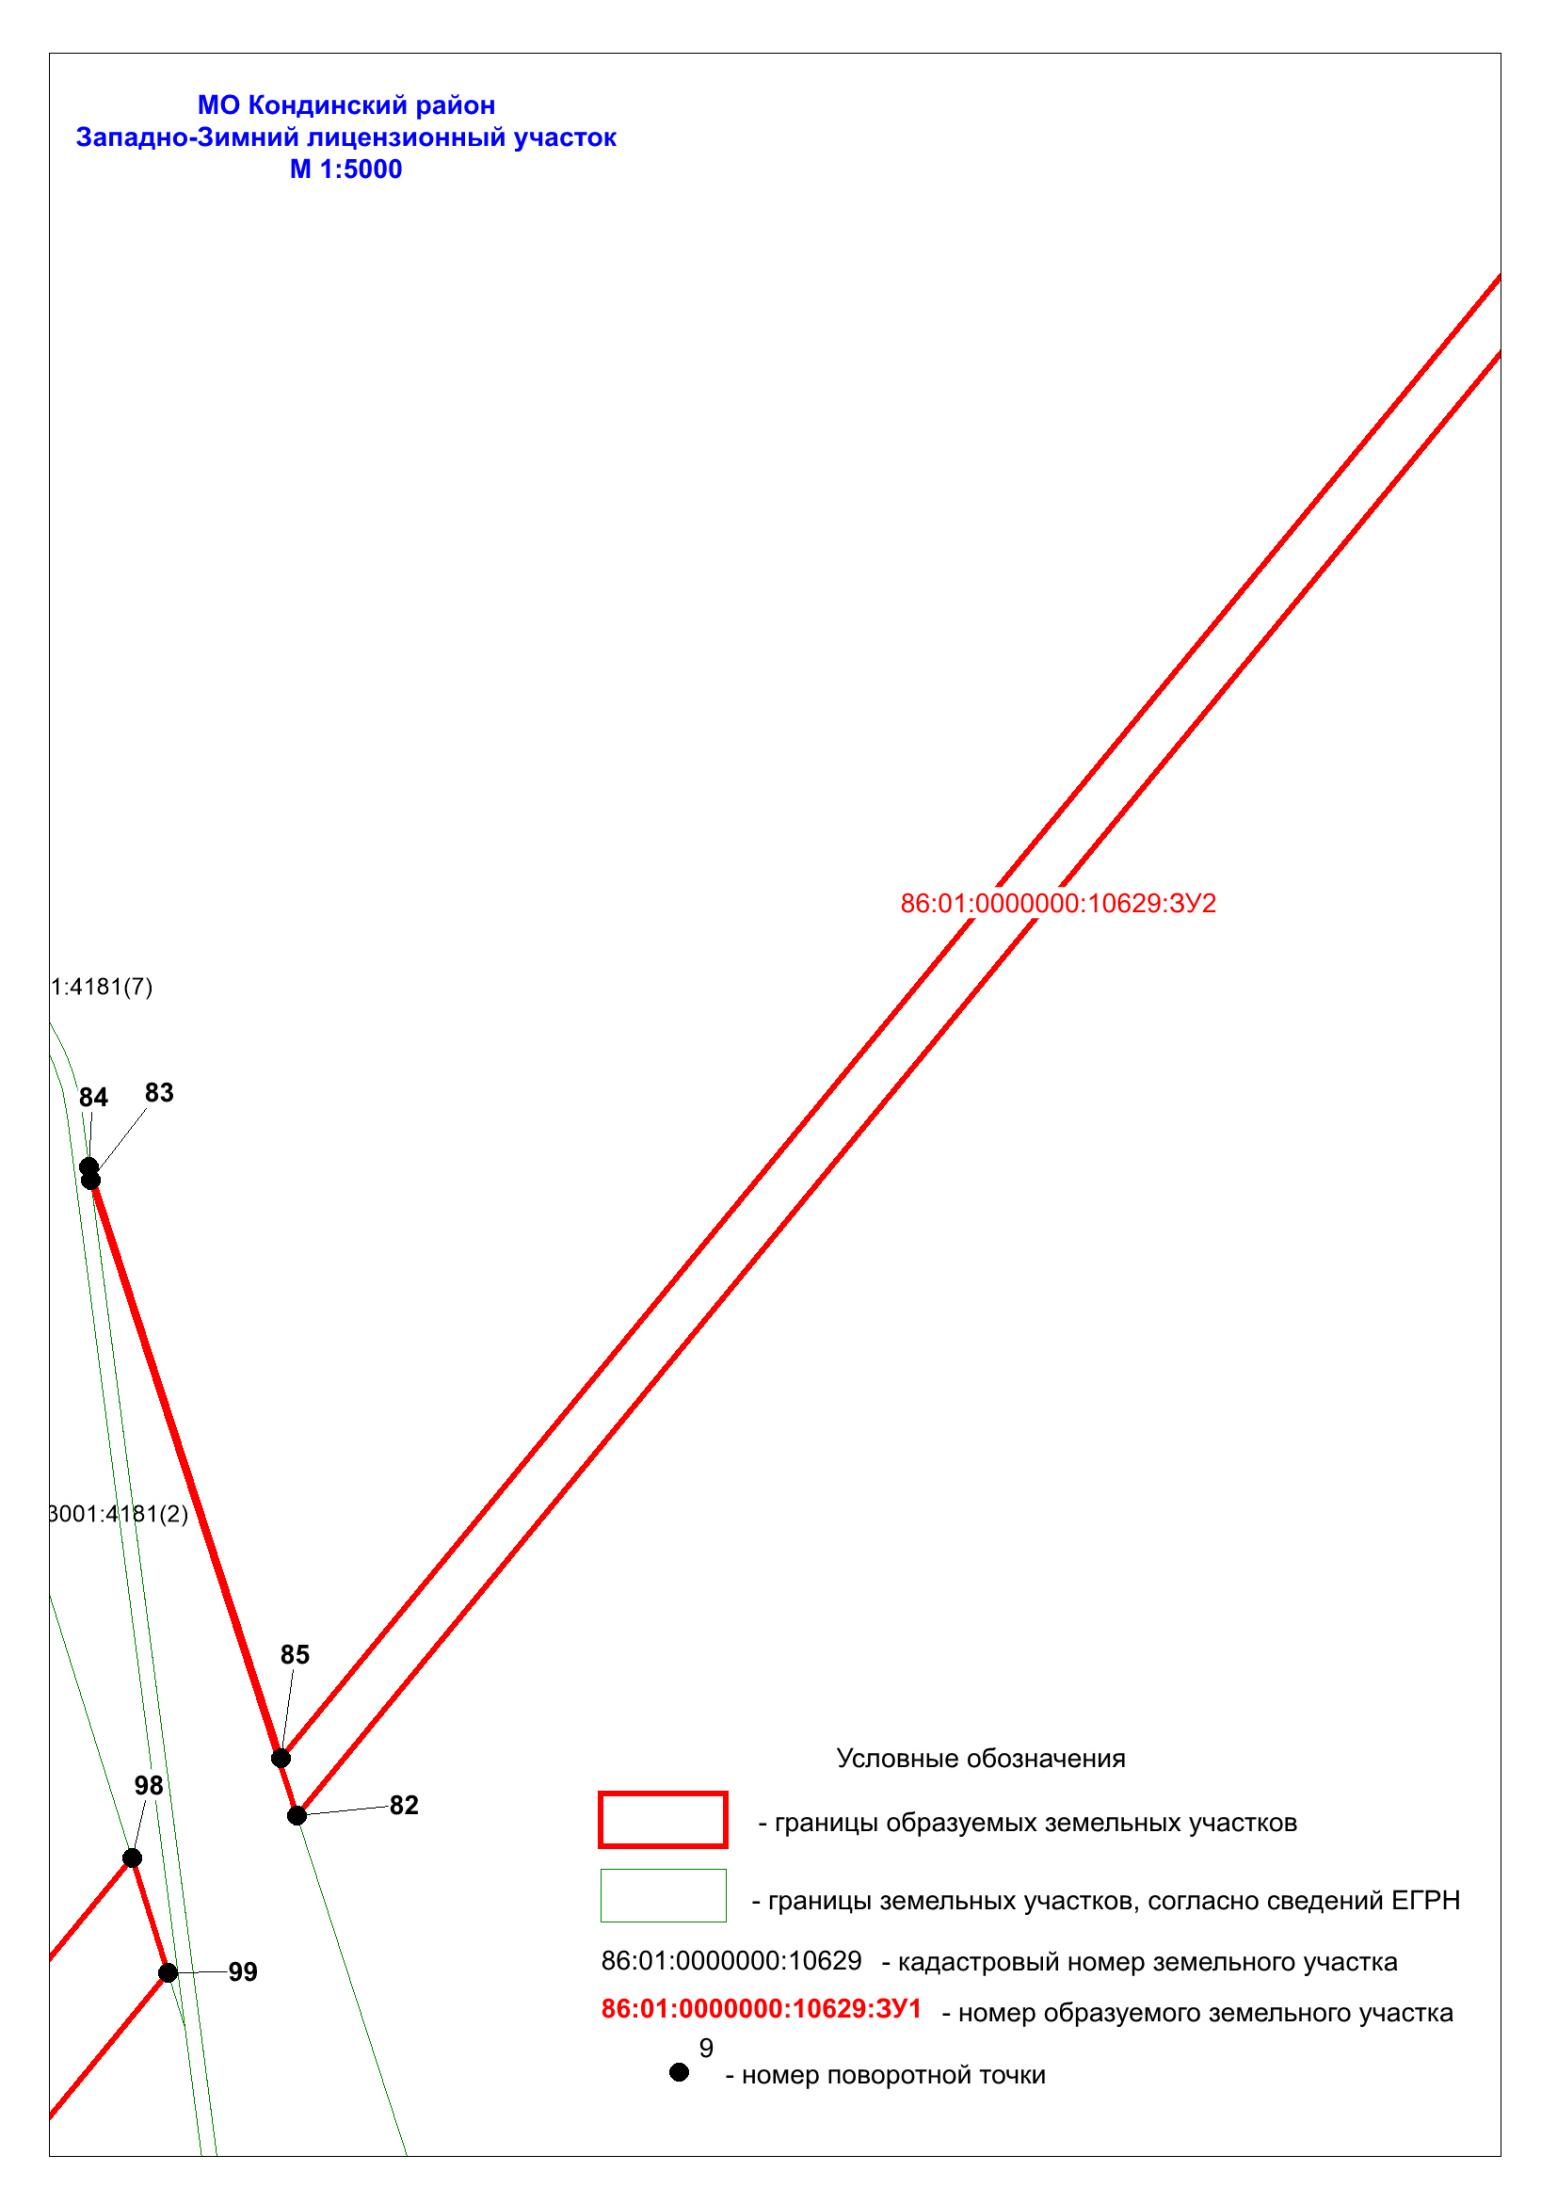 МО Кондинский район
Западно-Зимний лицензионный участок
М 1:5000
86:01:0000000:10629:ЗУ2
1:4181(7)
84
83
3001:4181(2)
85
98
82
99
Условные обозначения
- границы образуемых земельных участков
- границы земельных участков, согласно сведений ЕГРН
86:01:0000000:10629 - кадастровый номер земельного участка
86:01:0000000:10629:ЗУ1 - номер образуемого земельного участка
9
- номер поворотной точки